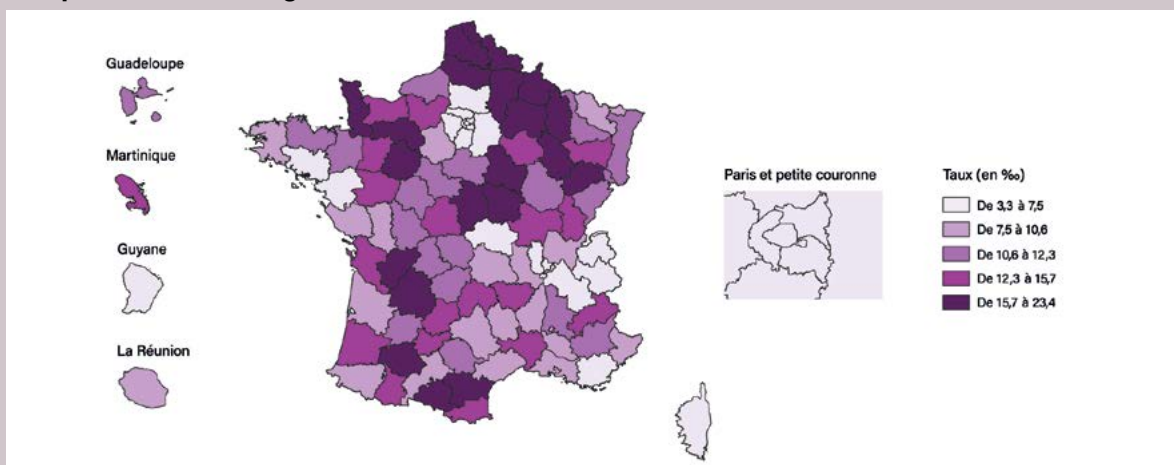 Guadeloupe
Martinique
Guyane
La Réunion
Paris et petite couronne
Taux (en ‰)
De 3,3 à 7,5
De 7,5 à 10,6
De 10,6 à 12,3
De 12,3 à 15,7
De 15,7 à 23,4